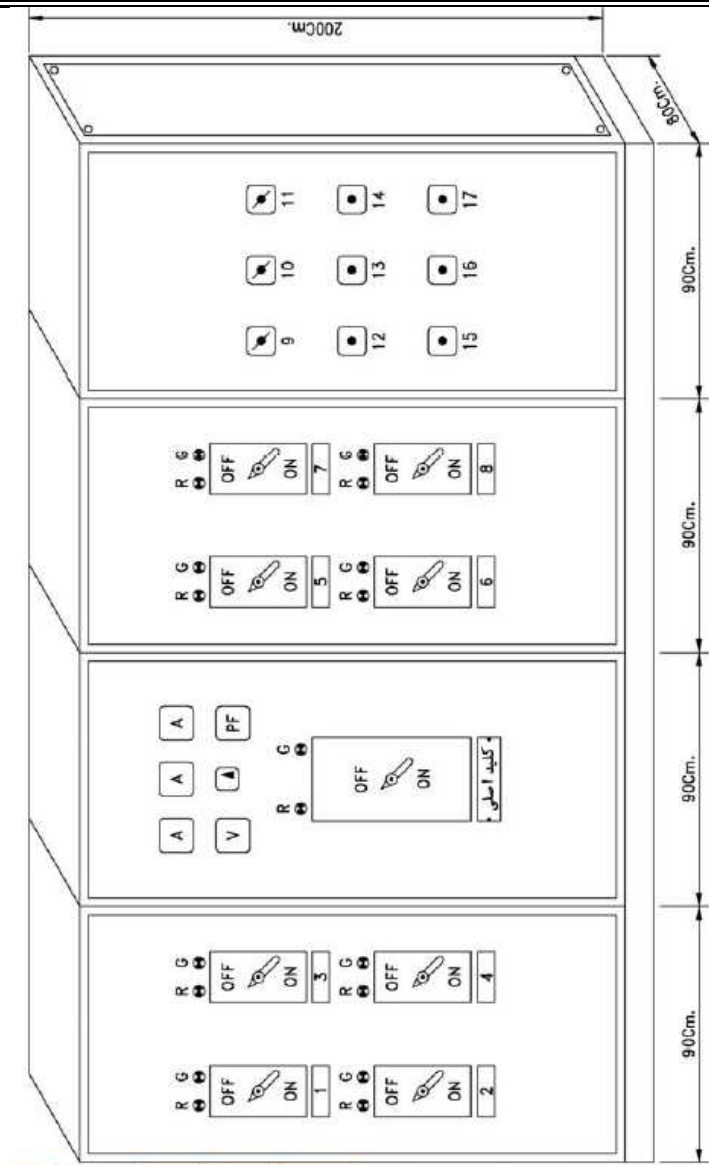 R G R G
OFF OFF
ON ON
1 3
R G R G
OFF OFF
ON ON
2 4
A A A
V PF
R G
OFF
ON
کلید اصلی
R G R G
OFF OFF
ON ON
5 7
R G R G
OFF OFF
ON ON
6 8
9 10 11
12 13 14
15 16 17
200Cm.
80Cm.
90Cm. 90Cm. 90Cm. 90Cm.